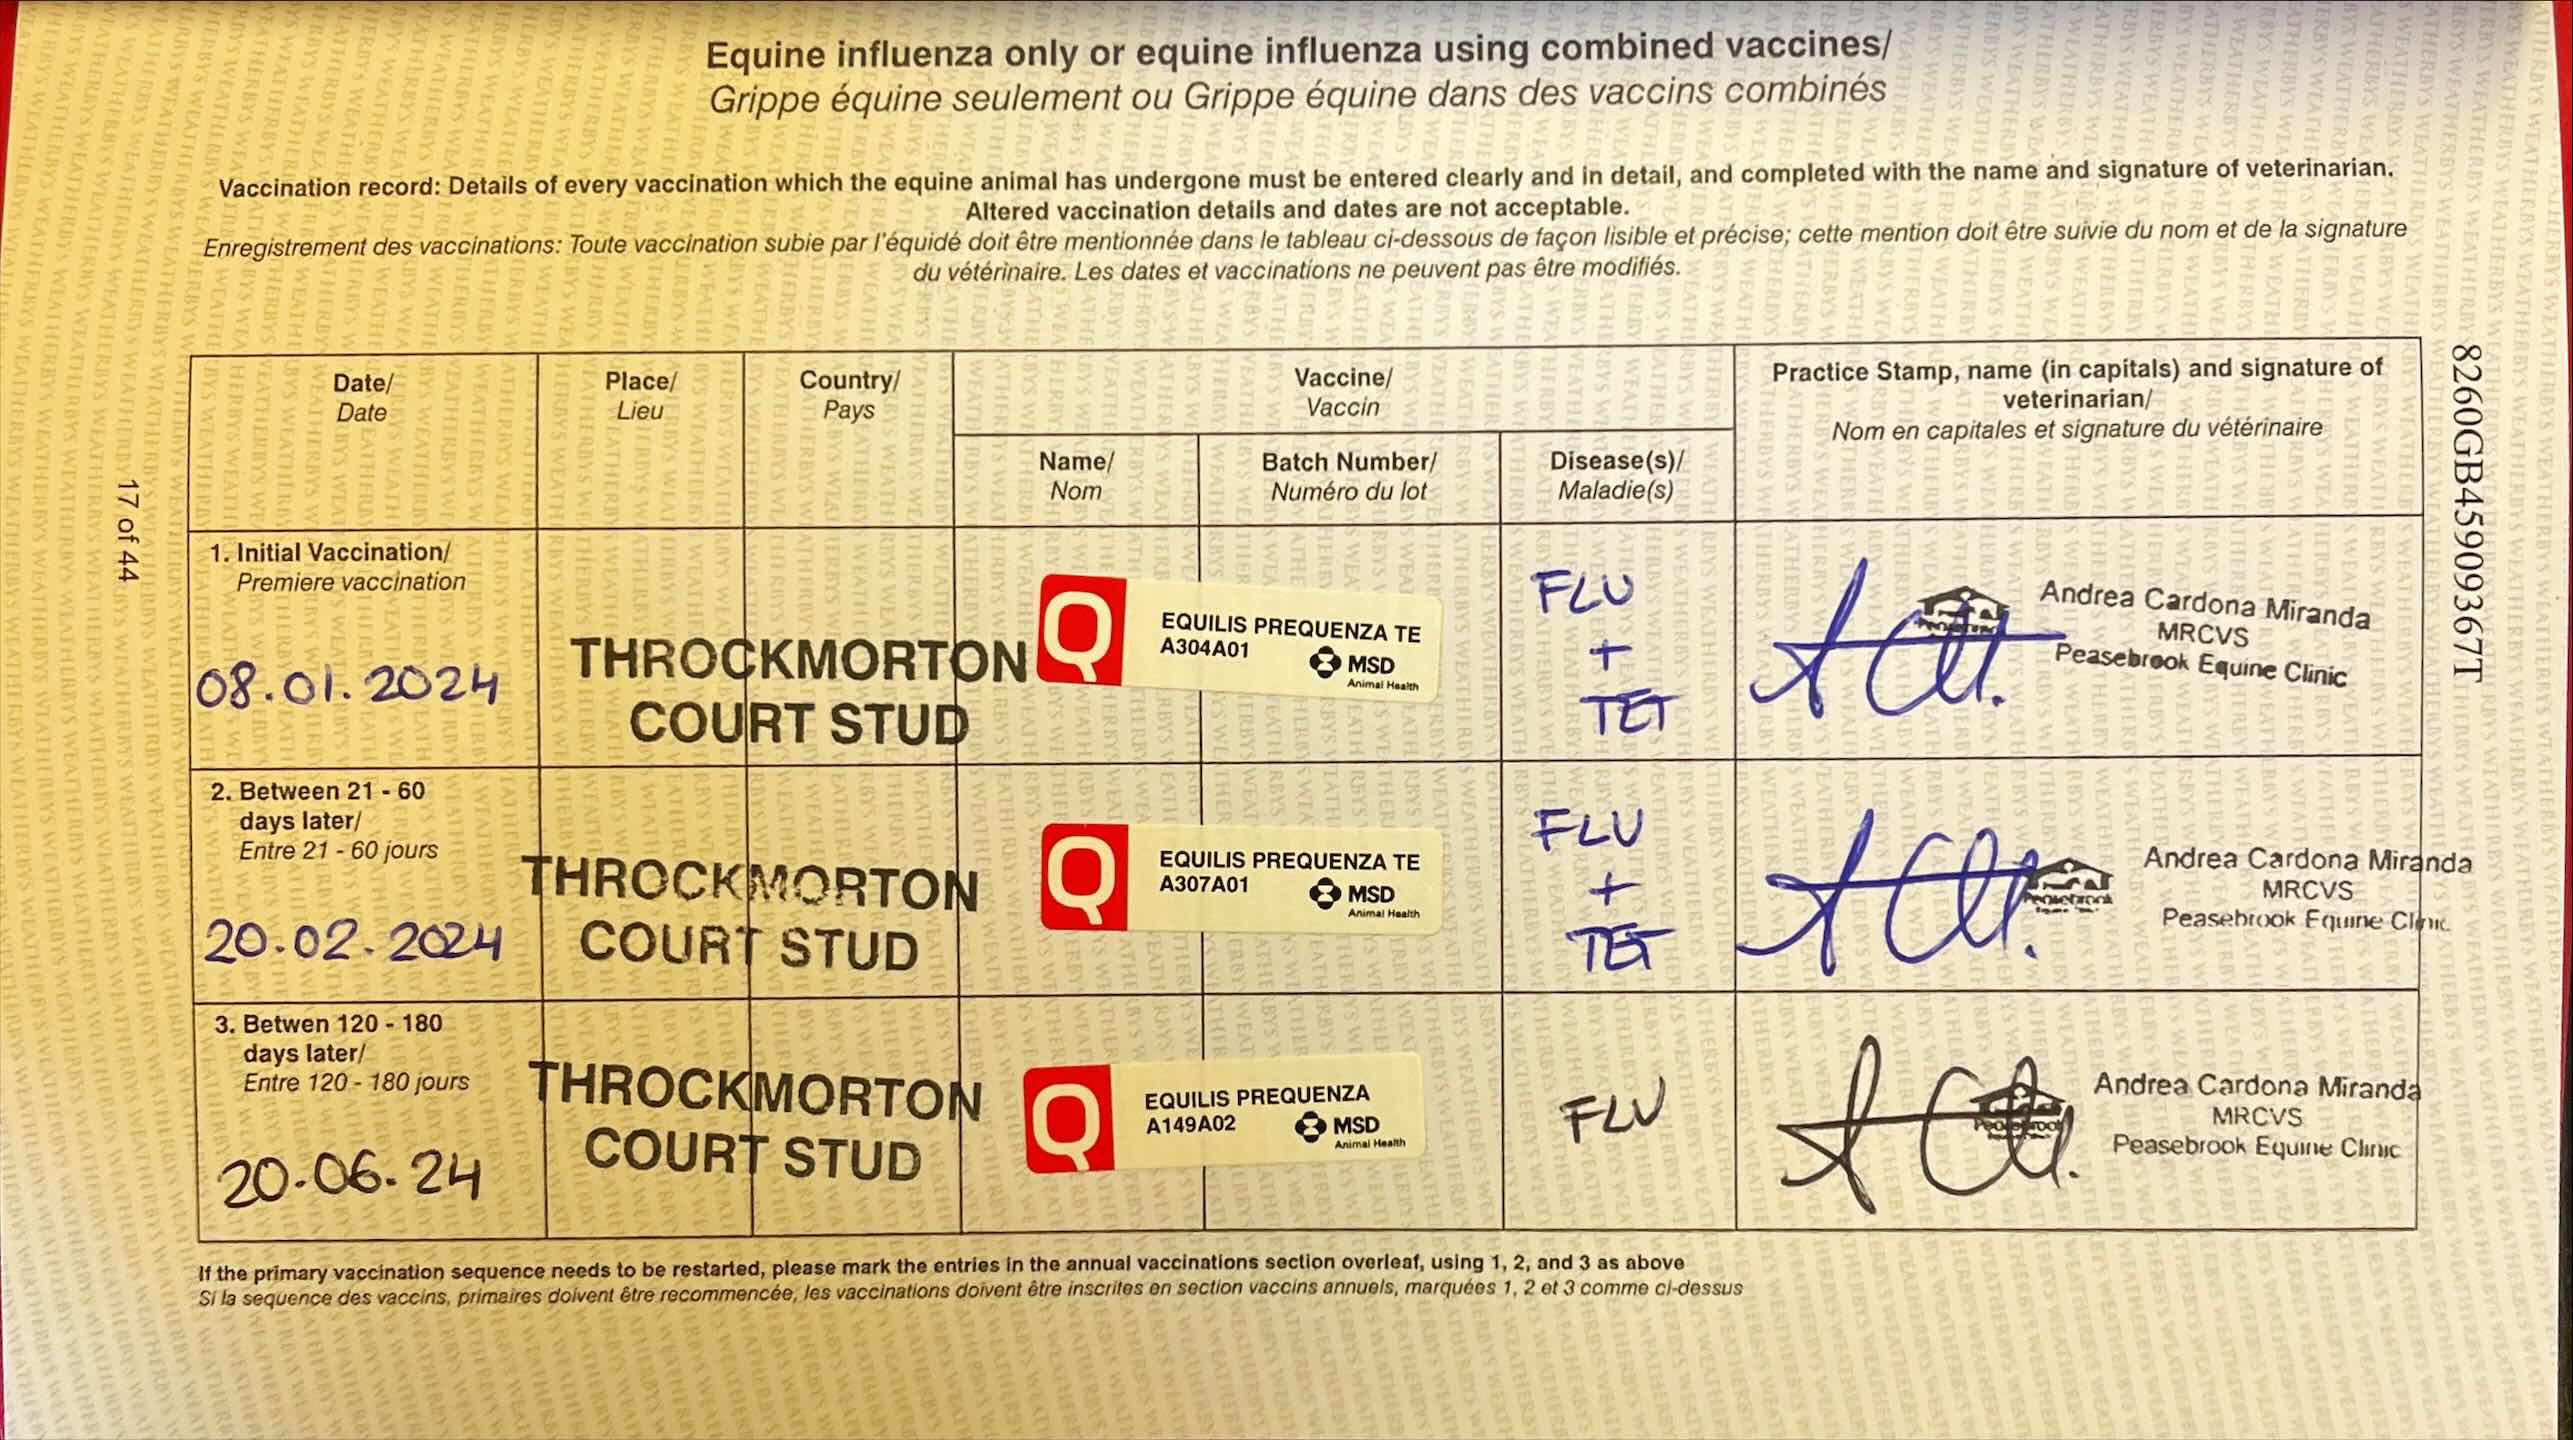 Equine influenza only or equine influenza using combined vaccines/
Grippe équine seulement ou Grippe équine dans des vaccins combinés
Vaccination record: Details of every vaccination which the equine animal has undergone must be entered clearly and in detail, and completed with the name and signature of veterinarian.
Altered vaccination details and dates are not acceptable.
Enregistrement des vaccinations: Toute vaccination subie par l'équidé doit être mentionnée dans le tableau ci-dessous de façon lisible et précise; cette mention doit être suivie du nom et de la signature
du vétérinaire. Les dates et vaccinations ne peuvent pas être modifiés.
Date/
Date
Place/
Lieu
Country/
Pays
Vaccine/
Vaccin
Name/
Nom
Batch Number/
Numéro du lot
Disease(s)/
Maladie(s)
Practice Stamp, name (in capitals) and signature of
veterinarian/
Nom en capitales et signature du vétérinaire
1. Initial Vaccination/
Premiere vaccination
08.01.2024
THROCKMORTON
COURT STUD
Q
EQUILIS PREQUENZA TE
A304A01
MSD
Animal Health
FLU
+
TET
Andrea Cardona Miranda
MRCVS
Peasebrook Equine Clinic
2. Between 21 - 60
days later/
Entre 21 - 60 jours
20.02.2024
THROCKMORTON
COURT STUD
Q
EQUILIS PREQUENZA TE
A307A01
MSD
Animal Health
FLU
+
TET
Peasebrook
Andrea Cardona Miranda
MRCVS
Peasebrook Equine Clinic
3. Betwen 120 - 180
days later/
Entre 120 - 180 jours
20.06.24
THROCKMORTON
COURT STUD
Q
EQUILIS PREQUENZA
A149A02
MSD
Animal Health
FLU
Andrea Cardona Miranda
MRCVS
Peasebrook Equine Clinic
If the primary vaccination sequence needs to be restarted, please mark the entries in the annual vaccinations section overleaf, using 1, 2, and 3 as above
Si la sequence des vaccins, primaires doivent être recommencée, les vaccinations doivent être inscrites en section vaccins annuels, marquées 1, 2 et 3 comme ci-dessus
17 of 44
8260GB45909367T